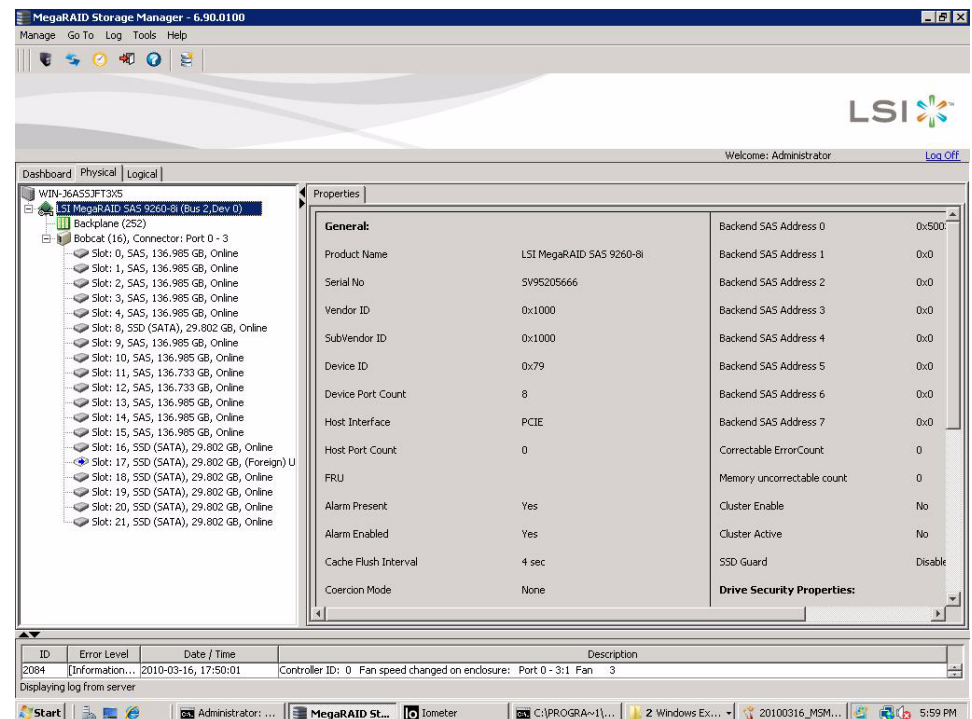 MegaRAID Storage Manager - 6.90.0100
Manage Go To Log Tools Help
LSI
Welcome: Administrator Log Off
Dashboard Physical Logical
WIN-J6ASSJFT3X5
LSI MegaRAID SAS 9260-8i (Bus 2,Dev 0)
Backplane (252)
Bobcat (16), Connector: Port 0 - 3
Slot: 0, SAS, 136.985 GB, Online
Slot: 1, SAS, 136.985 GB, Online
Slot: 2, SAS, 136.985 GB, Online
Slot: 3, SAS, 136.985 GB, Online
Slot: 4, SAS, 136.985 GB, Online
Slot: 8, SSD (SATA), 29.802 GB, Online
Slot: 9, SAS, 136.985 GB, Online
Slot: 10, SAS, 136.985 GB, Online
Slot: 11, SAS, 136.733 GB, Online
Slot: 12, SAS, 136.733 GB, Online
Slot: 13, SAS, 136.985 GB, Online
Slot: 14, SAS, 136.985 GB, Online
Slot: 15, SAS, 136.985 GB, Online
Slot: 16, SSD (SATA), 29.802 GB, Online
Slot: 17, SSD (SATA), 29.802 GB, (Foreign) U
Slot: 18, SSD (SATA), 29.802 GB, Online
Slot: 19, SSD (SATA), 29.802 GB, Online
Slot: 20, SSD (SATA), 29.802 GB, Online
Slot: 21, SSD (SATA), 29.802 GB, Online
Properties
General: Backend SAS Address 0 0x500
Product Name LSI MegaRAID SAS 9260-8i Backend SAS Address 1 0x0
Serial No SV95205666 Backend SAS Address 2 0x0
Vendor ID 0x1000 Backend SAS Address 3 0x0
SubVendor ID 0x1000 Backend SAS Address 4 0x0
Device ID 0x79 Backend SAS Address 5 0x0
Device Port Count 8 Backend SAS Address 6 0x0
Host Interface PCIE Backend SAS Address 7 0x0
Host Port Count 0 Correctable ErrorCount 0
FRU Memory uncorrectable count 0
Alarm Present Yes Cluster Enable No
Alarm Enabled Yes Cluster Active No
Cache Flush Interval 4 sec SSD Guard Disable
Coercion Mode None Drive Security Properties:
ID Error Level Date / Time Description
2084 [Information... 2010-03-16, 17:50:01 Controller ID: 0 Fan speed changed on enclosure: Port 0 - 3:1 Fan 3
Displaying log from server
Start Administrator: ... MegaRAID St... Iometer C:\PROGRA~1\... 2 Windows Ex... 20100316_MSM... 5:59 PM